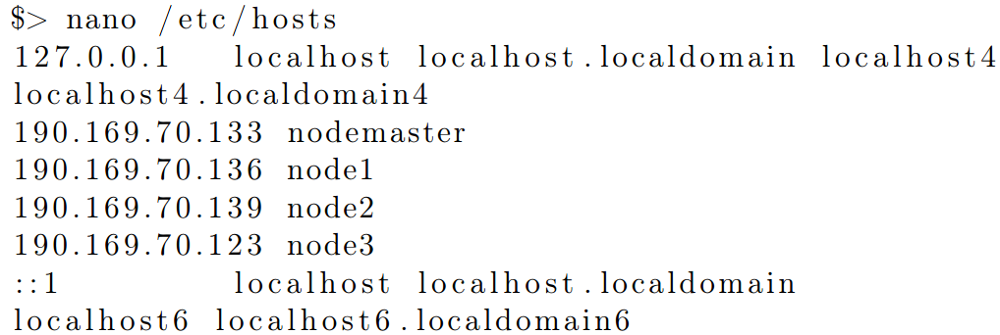 $> nano /etc/hosts
127.0.0.1 localhost localhost.localdomain localhost4
localhost4.localdomain4
190.169.70.133 nodemaster
190.169.70.136 node1
190.169.70.139 node2
190.169.70.123 node3
::1 localhost localhost.localdomain
localhost6 localhost6.localdomain6